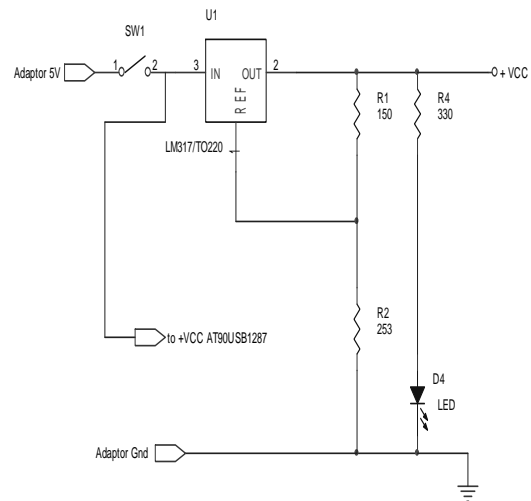 U1
SW1
1
2
3
IN
OUT
2
+ VCC
Adaptor 5V
REF
R1
150
R4
330
LM317/TO220
R2
253
to +VCC AT90USB1287
D4
LED
Adaptor Gnd